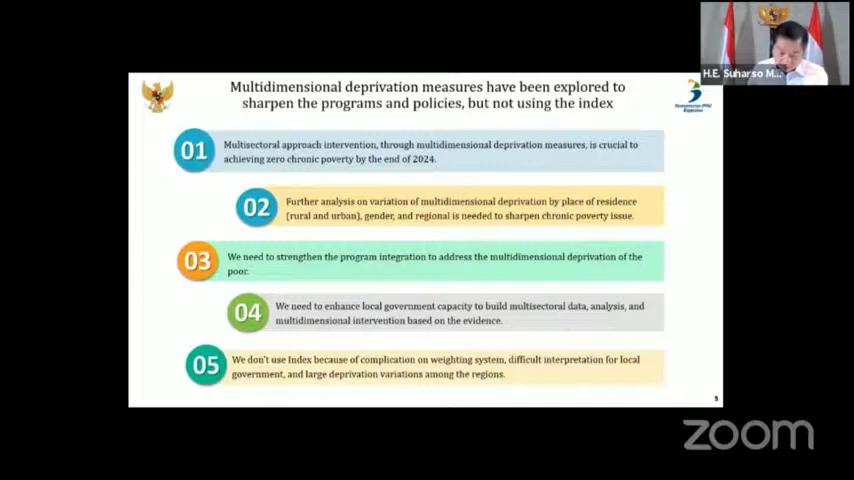 H.E. Suharso M...
Multidimensional deprivation measures have been explored to
sharpen the programs and policies, but not using the index
Kementerian PPN/
Bappenas
01
Multisectoral approach intervention, through multidimensional deprivation measures, is crucial to
achieving zero chronic poverty by the end of 2024.
02
Further analysis on variation of multidimensional deprivation by place of residence
(rural and urban), gender, and regional is needed to sharpen chronic poverty issue.
03
We need to strengthen the program integration to address the multidimensional deprivation of the
poor.
04
We need to enhance local government capacity to build multisectoral data, analysis, and
multidimensional intervention based on the evidence.
05
We don't use Index because of complication on weighting system, difficult interpretation for local
government, and large deprivation variations among the regions.
5
zoom